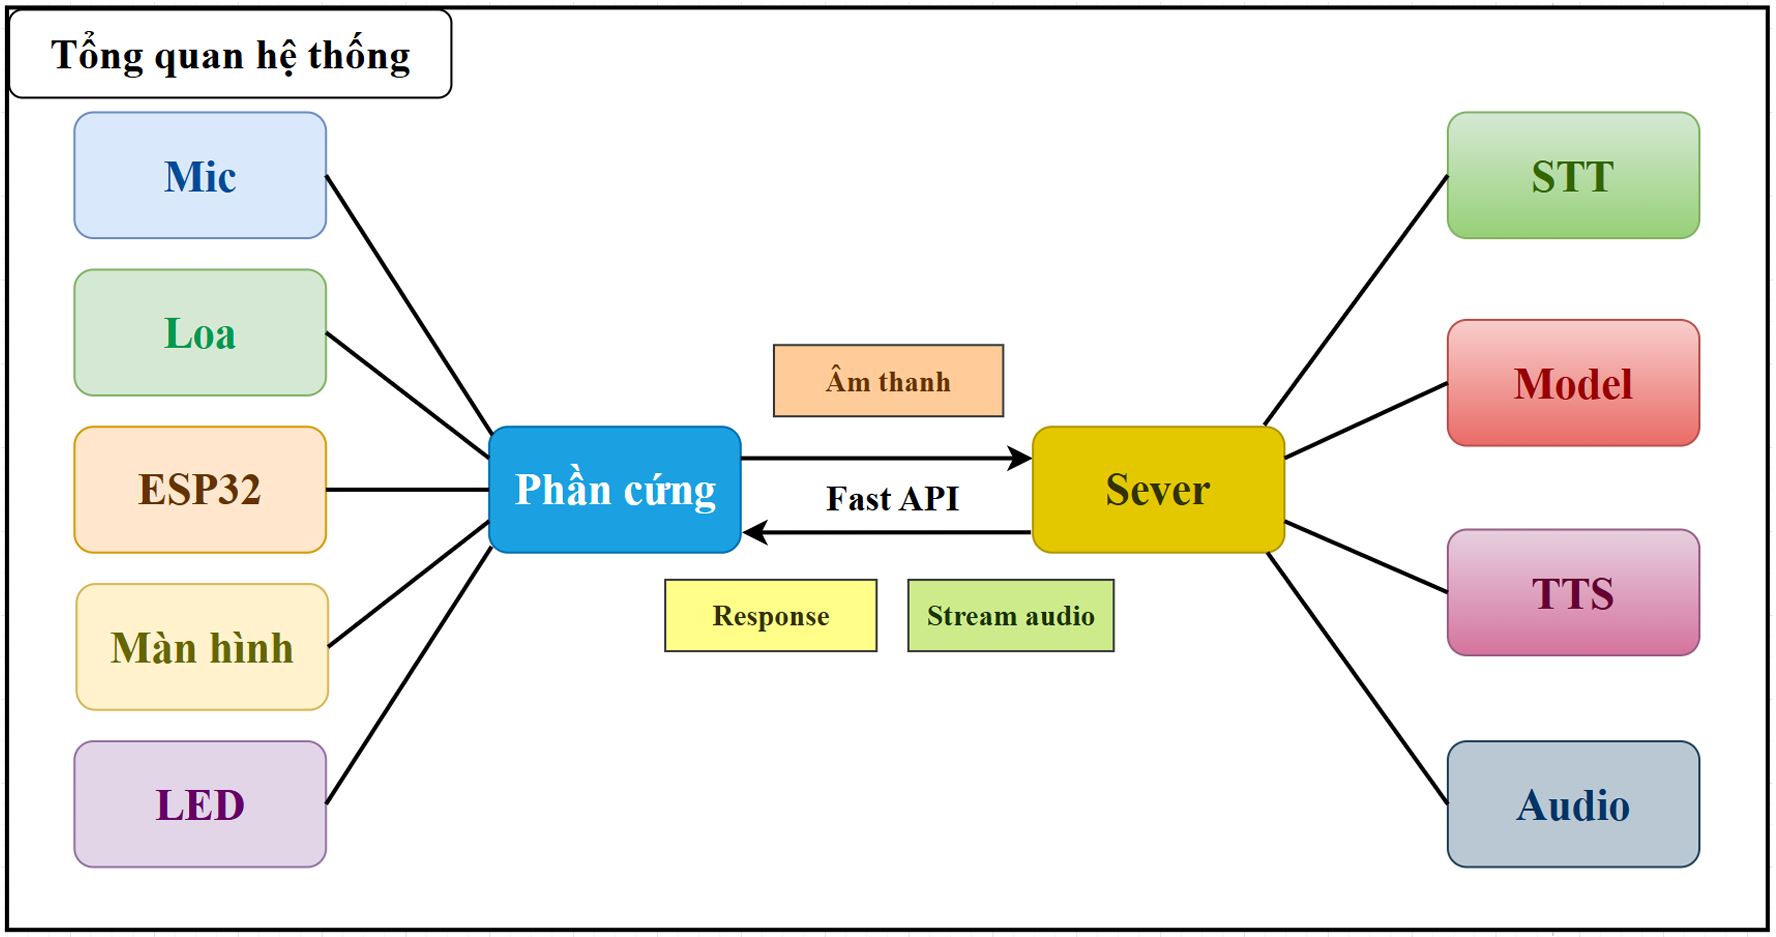 Tổng quan hệ thống
Mic
Loa
ESP32
Màn hình
LED
Phần cứng
Âm thanh
Fast API
Response
Stream audio
Sever
STT
Model
TTS
Audio